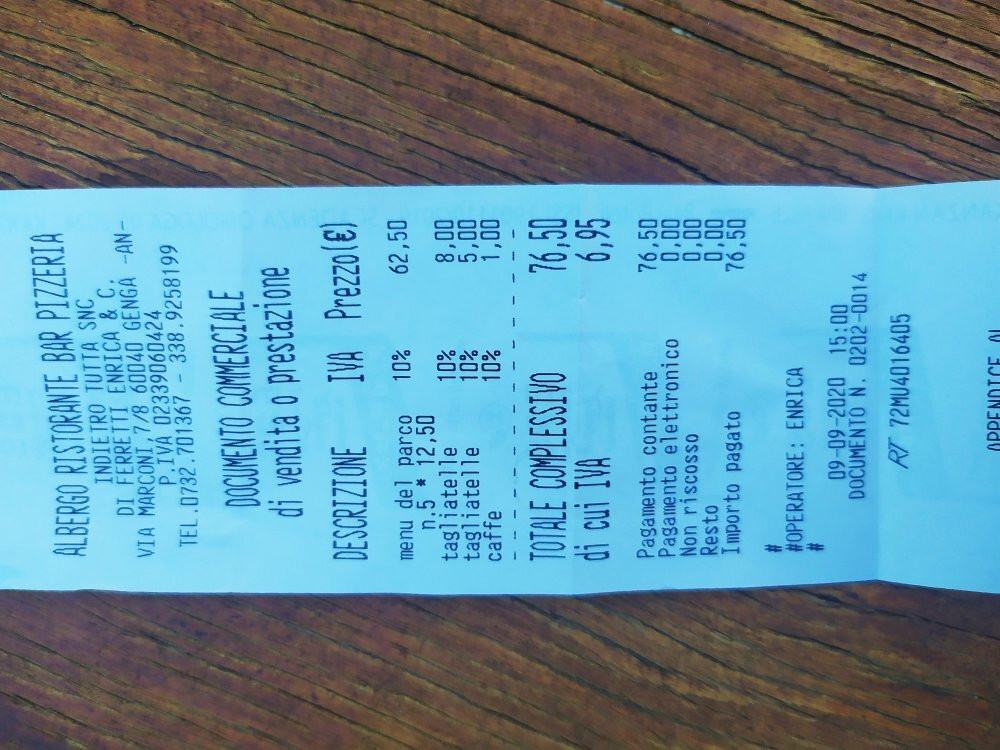 ALBERGO RISTORANTE BAR PIZZERIA
INDIETRO TUTTA SNC
DI FERRETTI ENRICA & C.
VIA MARCONI,7/8 60040 GENGA -AN-
P.IVA 02339060424
TEL.0732.701367 - 338.9258199
DOCUMENTO COMMERCIALE
di vendita o prestazione
DESCRIZIONE IVA Prezzo(€)
menu del parco 10% 62,50
n.5 * 12,50
tagliatelle 10% 8,00
tagliatelle 10% 5,00
caffe 10% 1,00
TOTALE COMPLESSIVO 76,50
di cui IVA 6,95
Pagamento contante 76,50
Pagamento elettronico 0,00
Non riscosso 0,00
Resto 0,00
Importo pagato 76,50
#
#OPERATORE: ENRICA
#
09-09-2020 15:00
DOCUMENTO N. 0202-0014
RT 72MU4016405
APPENDICE AL